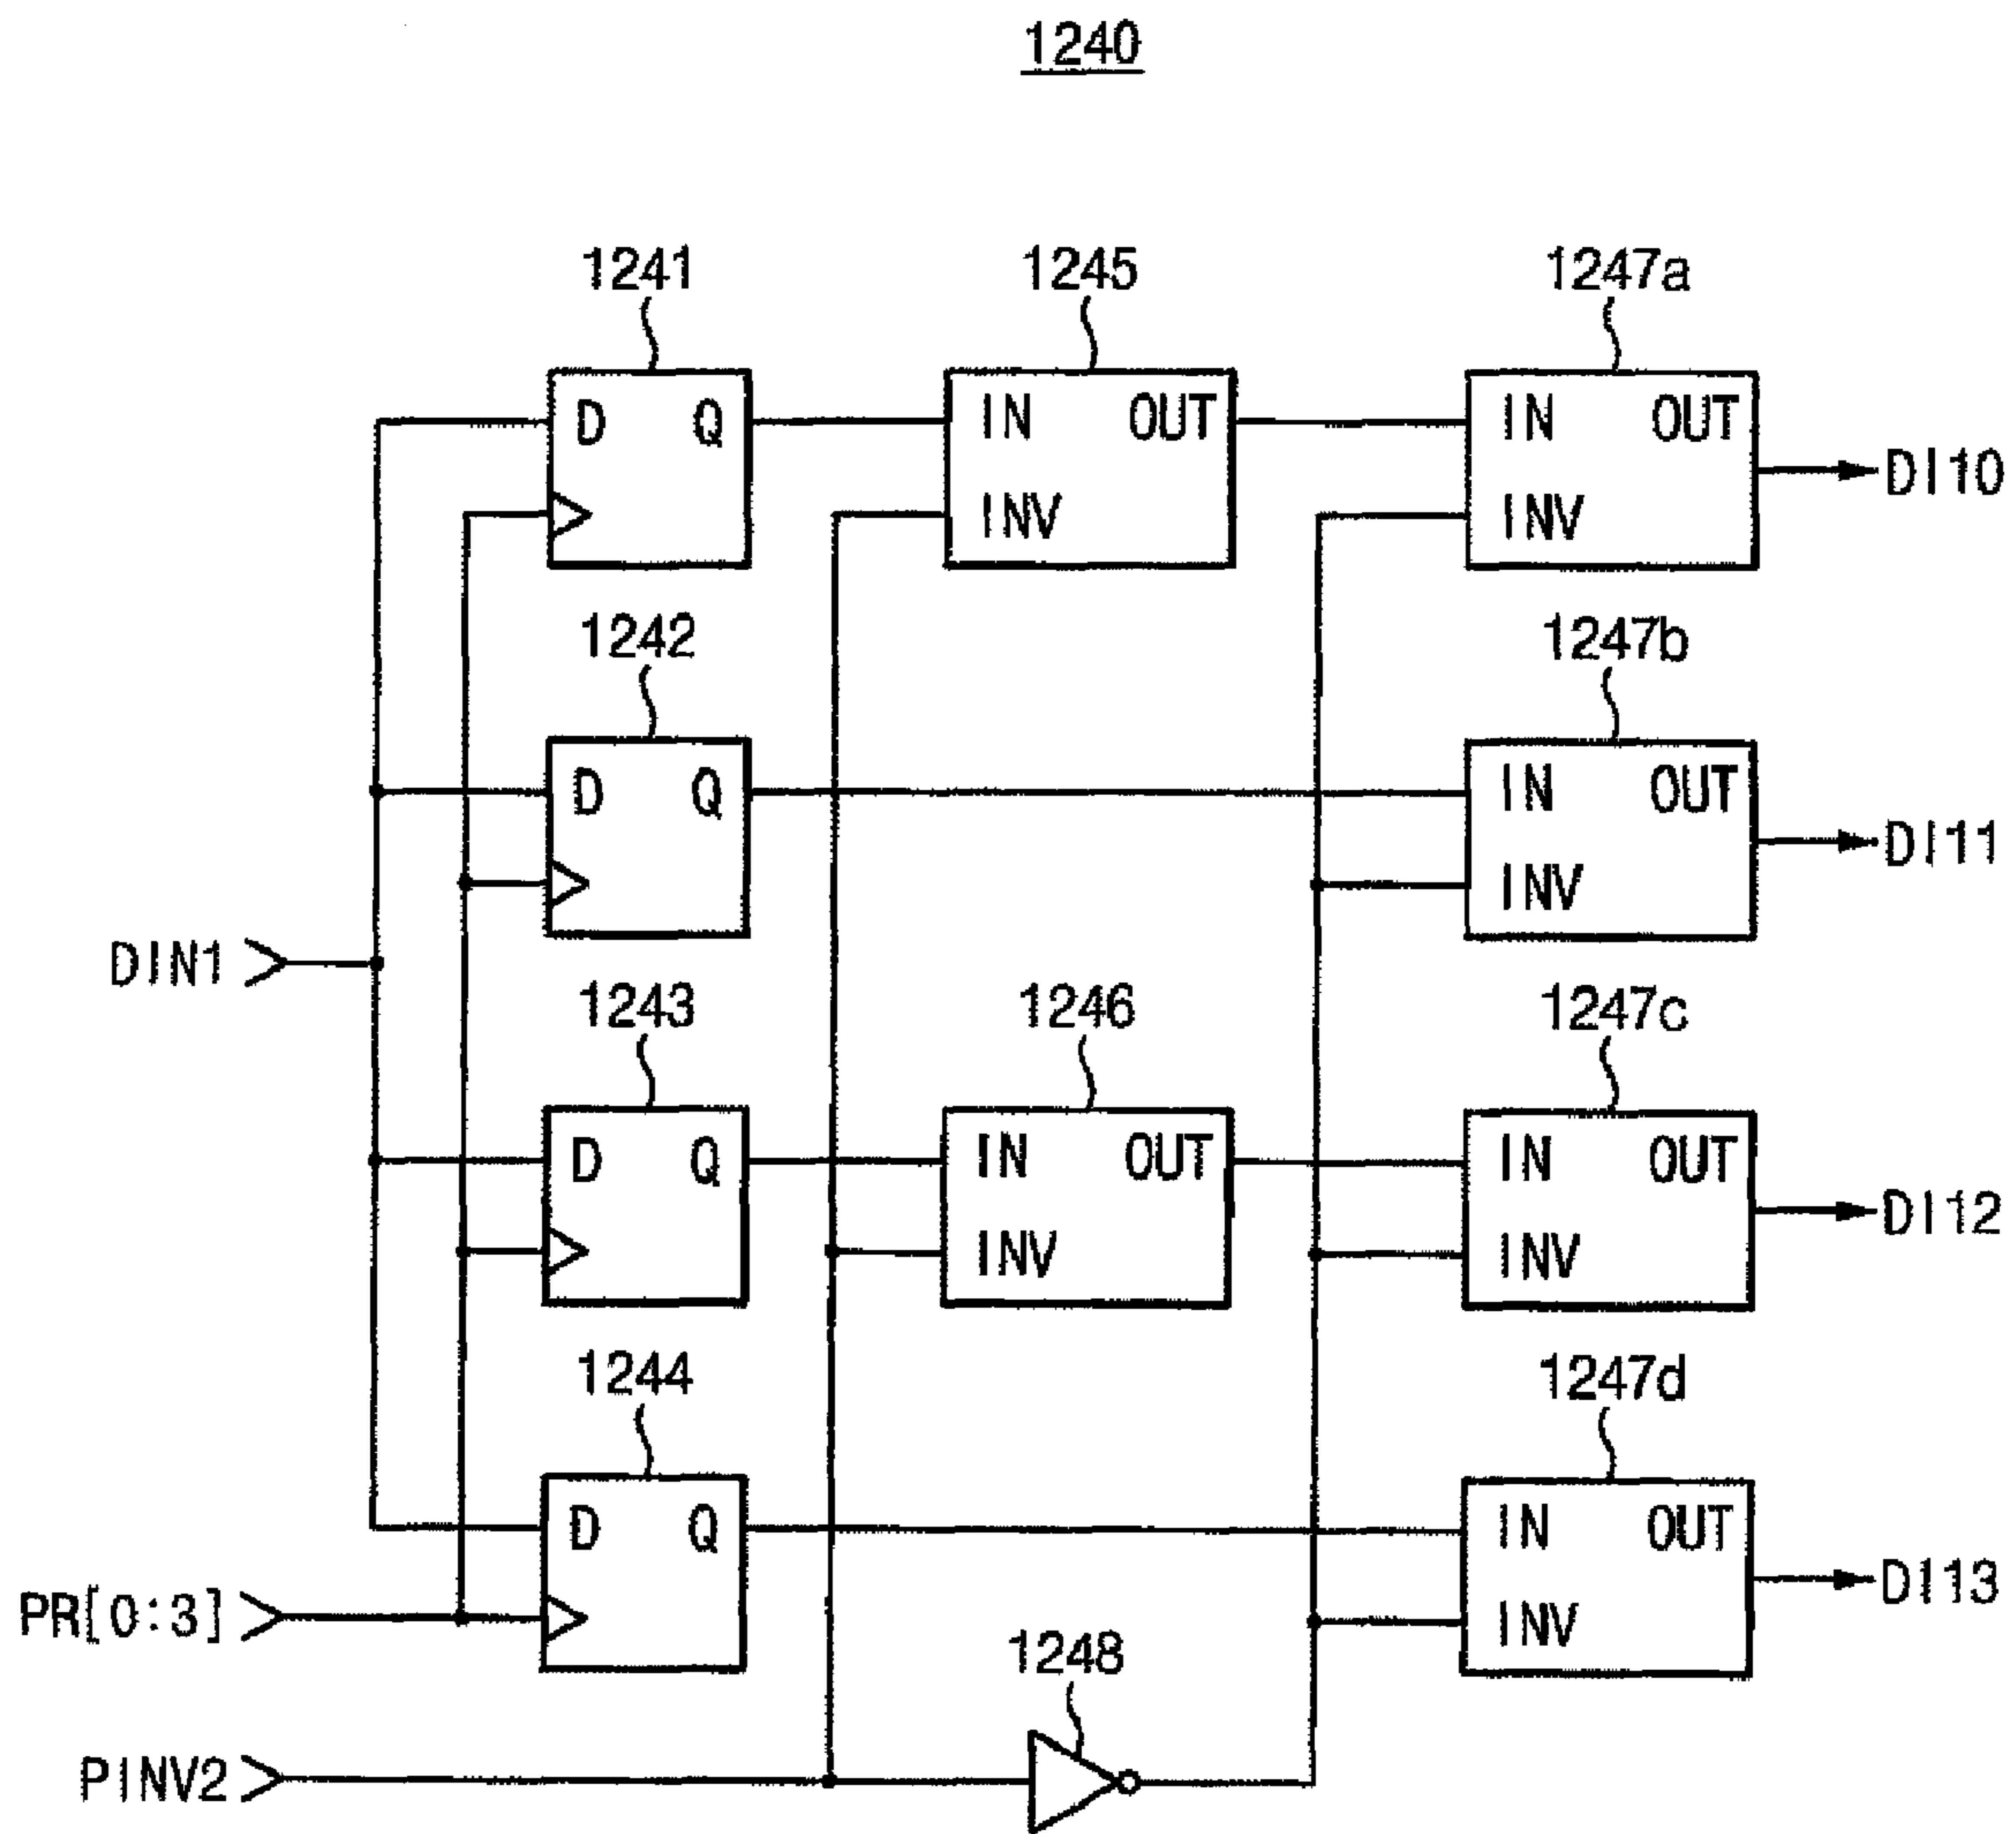 1240
1241 1245 1247a
D Q IN OUT IN OUT
DI10
INV INV
1242 1247b
D Q IN OUT
DI11
INV
DIN1
1243 1246 1247c
D Q IN OUT IN OUT
DI12
INV INV
1244 1247d
D Q IN OUT
DI13
PR[0:3] INV
1248
PINV2